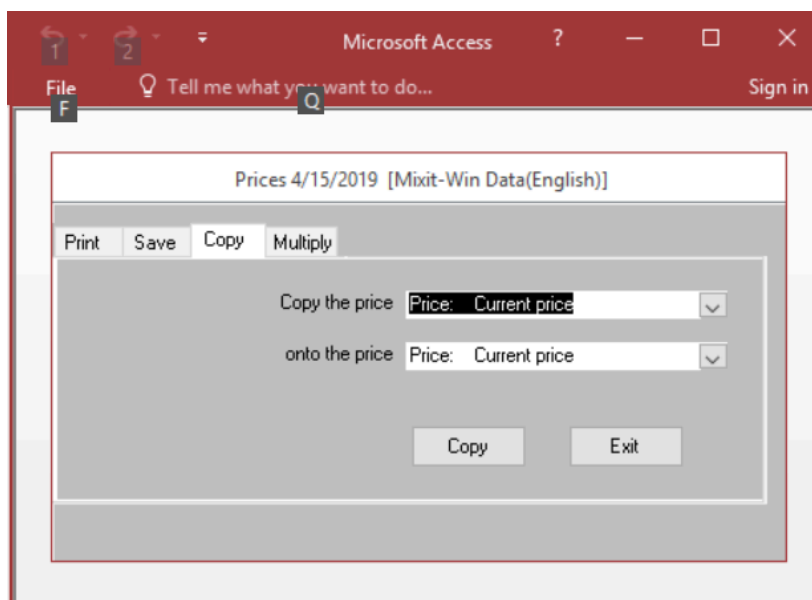 1 2 Microsoft Access ?
File Tell me what you want to do... Sign in
F Q
Prices 4/15/2019 [Mixit-Win Data(English)]
Print Save Copy Multiply
Copy the price Price: Current price
onto the price Price: Current price
Copy Exit